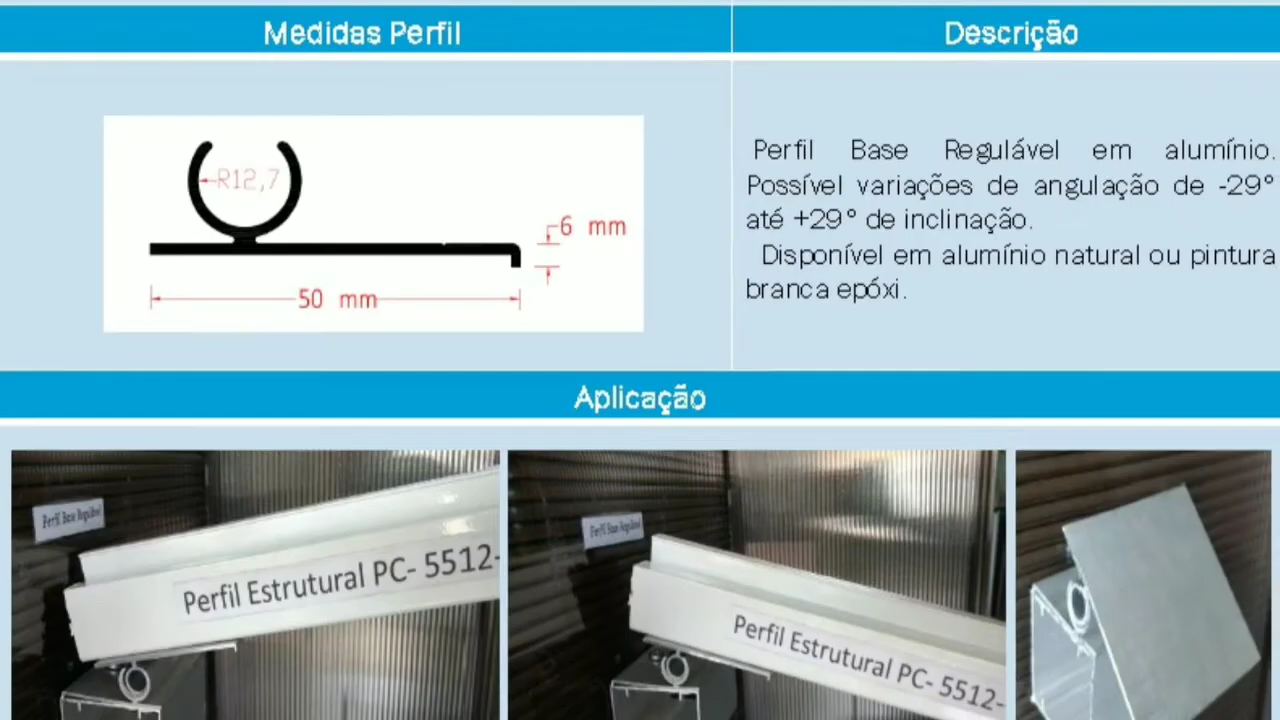 Medidas Perfil
Descrição
R12,7
6 mm
50 mm
Perfil Base Regulável em alumínio.
Possível variações de angulação de -29°
até +29° de inclinação.
Disponível em alumínio natural ou pintura
branca epóxi.
Aplicação
Perfil Base Regulável
Perfil Estrutural PC- 5512-
Perfil Base Regulável
Perfil Estrutural PC- 5512-